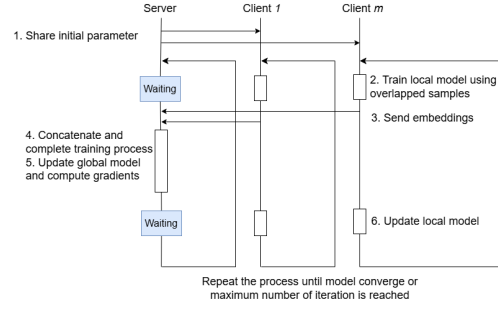 Server
Client 1
Client m
1. Share initial parameter
Waiting
2. Train local model using
overlapped samples
3. Send embeddings
4. Concatenate and
complete training process
5. Update global model
and compute gradients
Waiting
6. Update local model
Repeat the process until model converge or
maximum number of iteration is reached